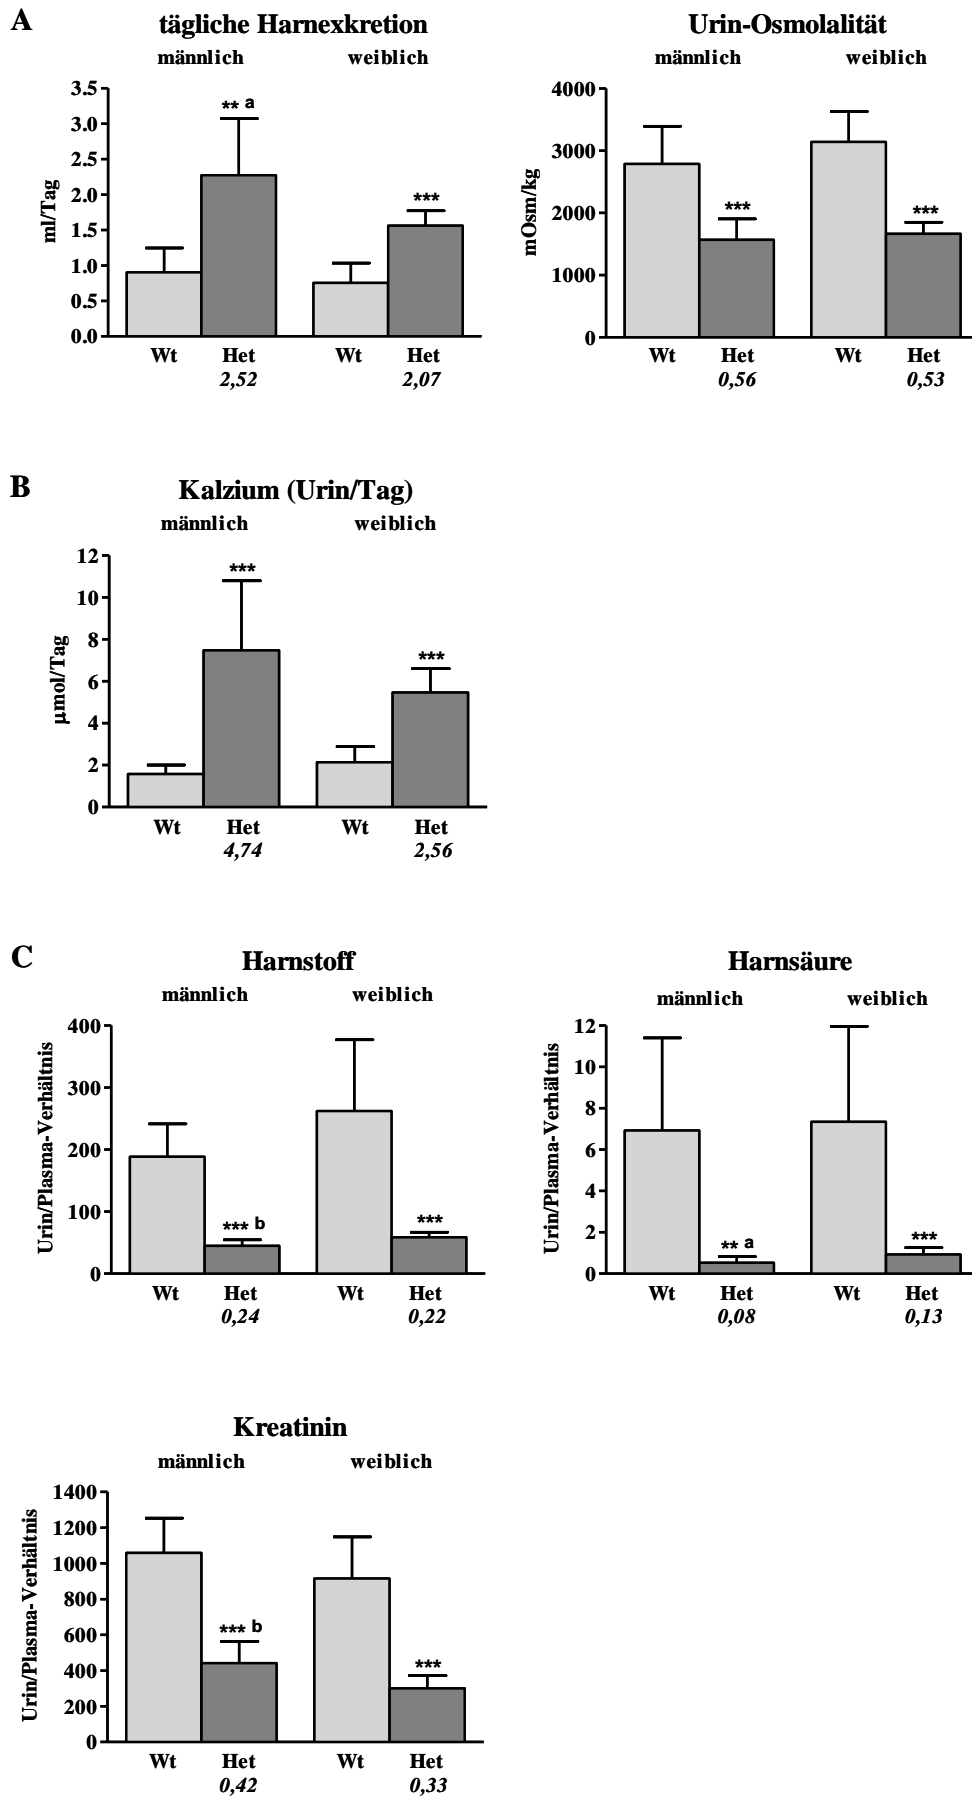 A
tägliche Harnexkretion
männlich weiblich
3.5
3.0
2.5
2.0
1.5
1.0
0.5
0.0
ml/Tag
** a
***
Wt Het Wt Het
2,52 2,07
Urin-Osmolalität
männlich weiblich
4000
3000
2000
1000
0
mOsm/kg
***
***
Wt Het Wt Het
0,56 0,53
B
Kalzium (Urin/Tag)
männlich weiblich
12
10
8
6
4
2
0
µmol/Tag
***
***
Wt Het Wt Het
4,74 2,56
C
Harnstoff
männlich weiblich
400
300
200
100
0
Urin/Plasma-Verhältnis
*** b
***
Wt Het Wt Het
0,24 0,22
Harnsäure
männlich weiblich
12
10
8
6
4
2
0
Urin/Plasma-Verhältnis
** a
***
Wt Het Wt Het
0,08 0,13
Kreatinin
männlich weiblich
1400
1200
1000
800
600
400
200
0
Urin/Plasma-Verhältnis
*** b
***
Wt Het Wt Het
0,42 0,33